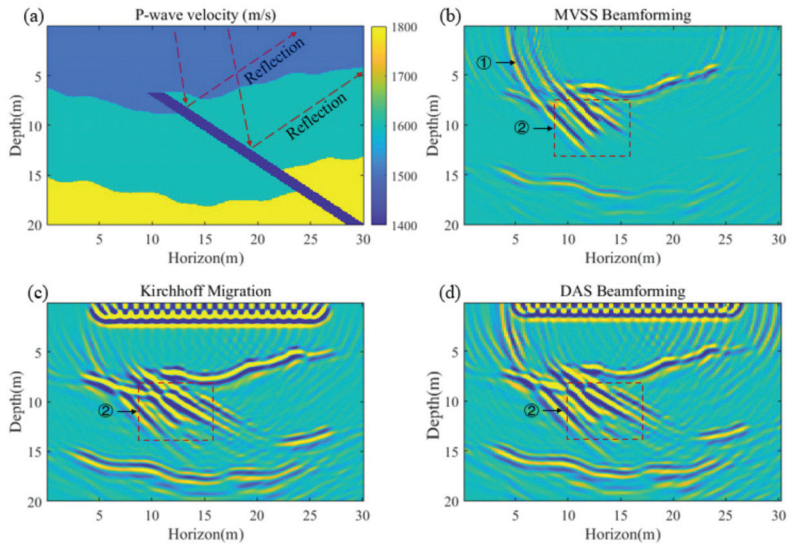 (a)
P-wave velocity (m/s)
Reflection
Reflection
5
10
15
20
Depth(m)
5
10
15
20
25
30
Horizon(m)
1800
1700
1600
1500
1400
(b)
MVSS Beamforming
①
②
0
5
10
15
20
Depth(m)
5
10
15
20
25
30
Horizon(m)
(c)
Kirchhoff Migration
②
5
10
15
20
Depth(m)
5
10
15
20
25
30
Horizon(m)
(d)
DAS Beamforming
②
0
5
10
15
20
Depth(m)
5
10
15
20
25
30
Horizon(m)